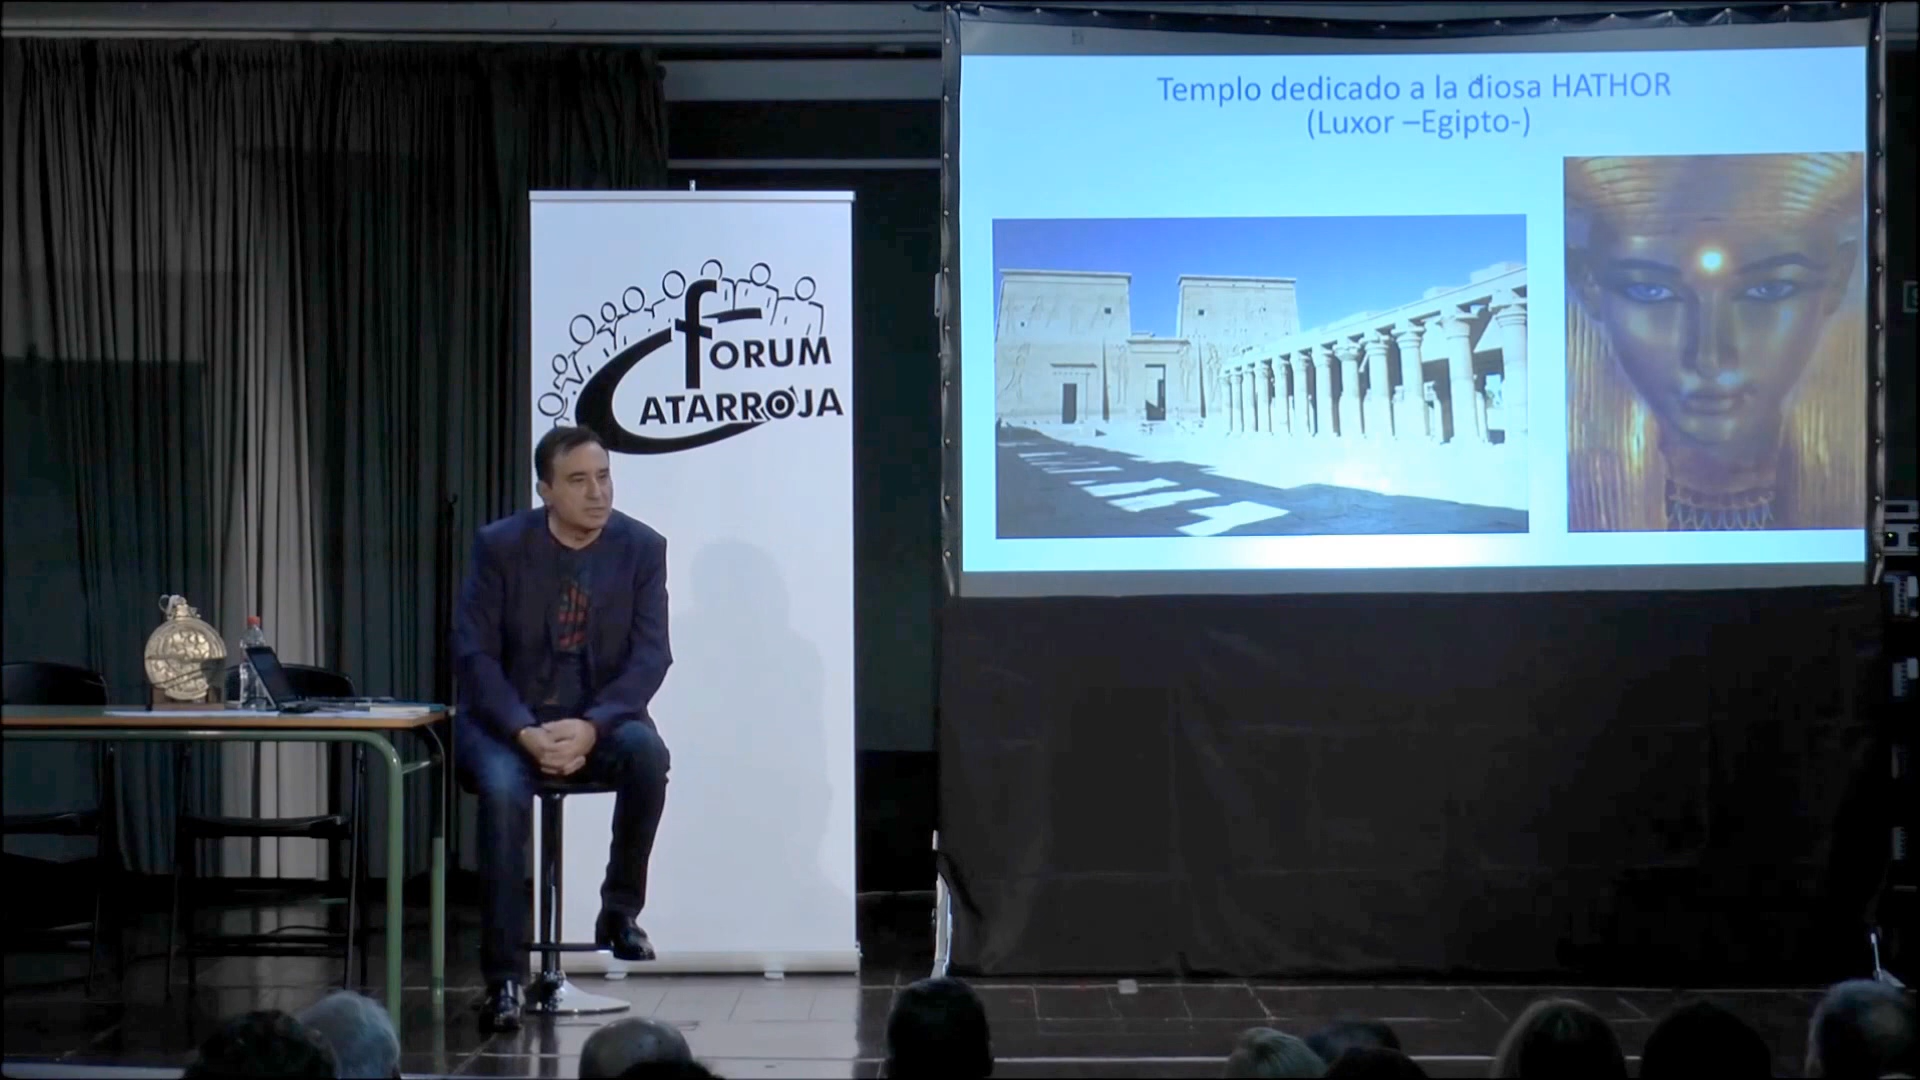 Templo dedicado a la diosa HATHOR
(Luxor –Egipto-)
fORUM
CATARROJA